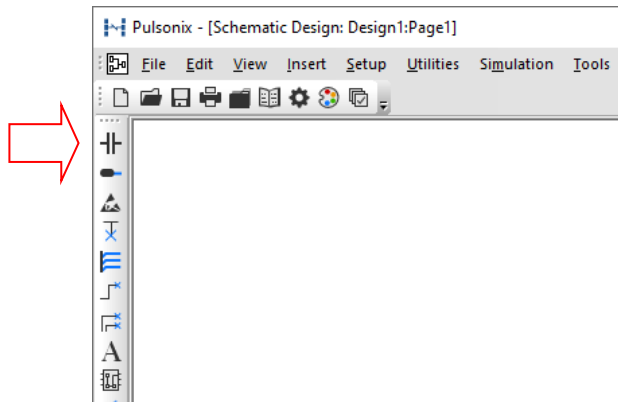 Pulsonix - [Schematic Design: Design1:Page1]
File Edit View Insert Setup Utilities Simulation Tools
A